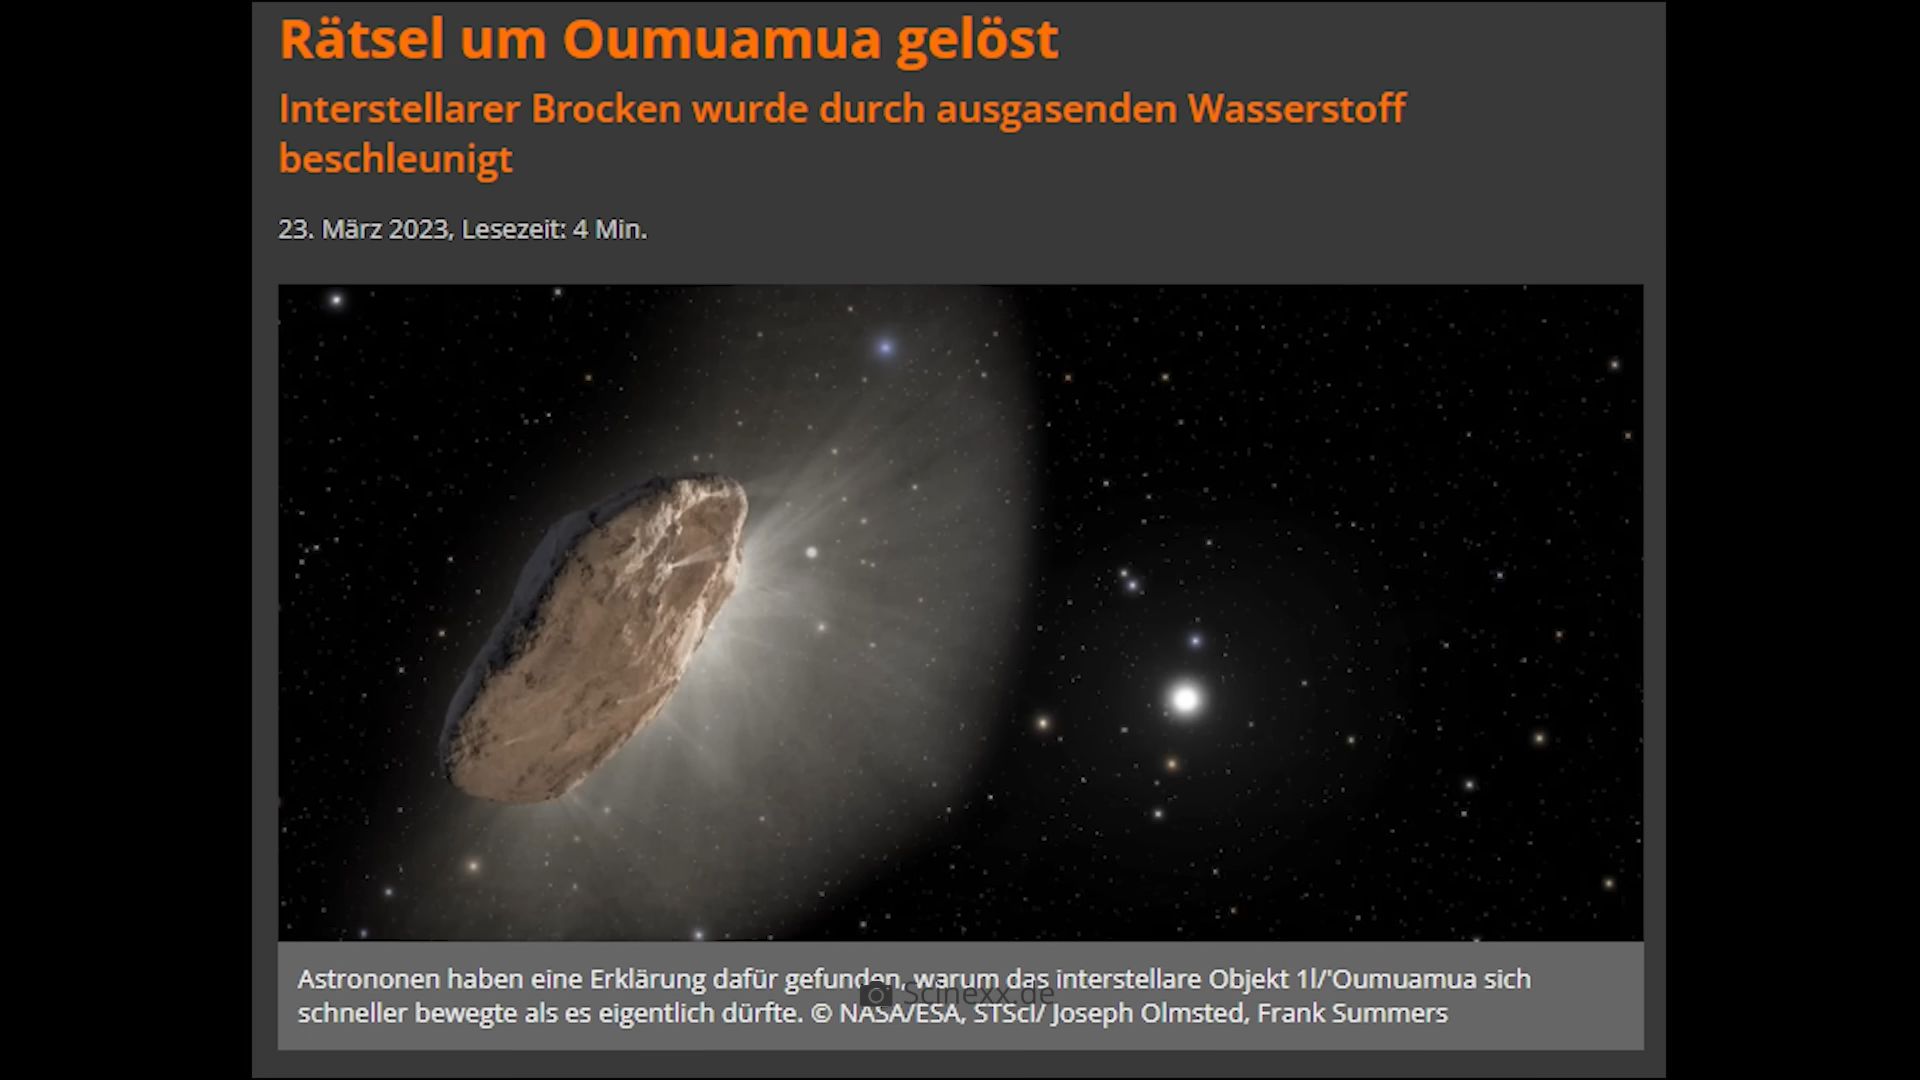 Rätsel um Oumuamua gelöst
Interstellarer Brocken wurde durch ausgasenden Wasserstoff
beschleunigt
23. März 2023, Lesezeit: 4 Min.
Astrononen haben eine Erklärung dafür gefunden, warum das interstellare Objekt 1l/'Oumuamua sich
schneller bewegte als es eigentlich dürfte. © NASA/ESA, STScI/ Joseph Olmsted, Frank Summers
Scinexx.de